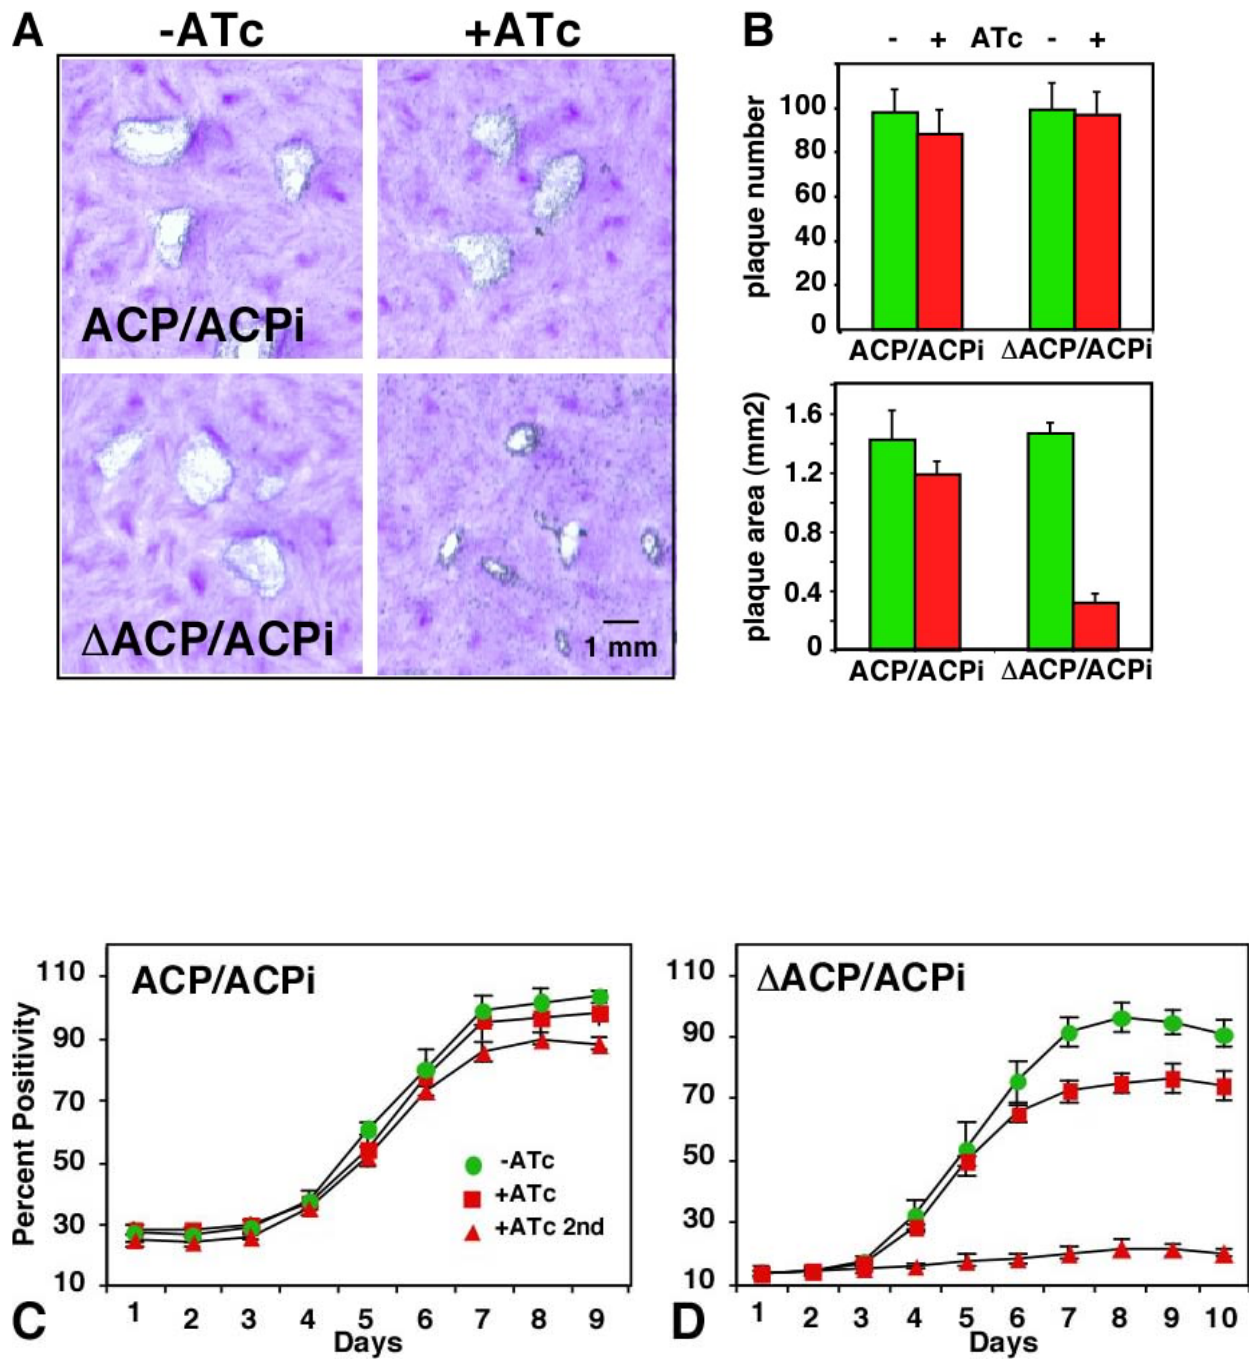 A
-ATc
+ATc
ACP/ACPi
ΔACP/ACPi
1 mm
B
- + ATc - +
plaque number
100
80
60
40
20
0
ACP/ACPi ΔACP/ACPi
plaque area (mm2)
1.6
1.2
0.8
0.4
0
ACP/ACPi ΔACP/ACPi
ACP/ACPi
Percent Positivity
110
90
70
50
30
10
-ATc
+ATc
+ATc 2nd
1 2 3 4 5 6 7 8 9
Days
C
ΔACP/ACPi
110
90
70
50
30
10
1 2 3 4 5 6 7 8 9 10
Days
D